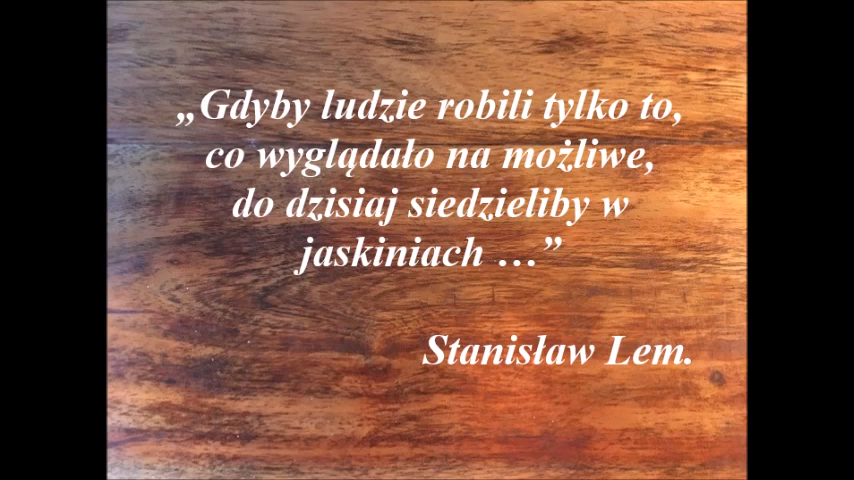 „Gdyby ludzie robili tylko to,
co wyglądało na możliwe,
do dzisiaj siedzieliby w
jaskiniach …”
Stanisław Lem.